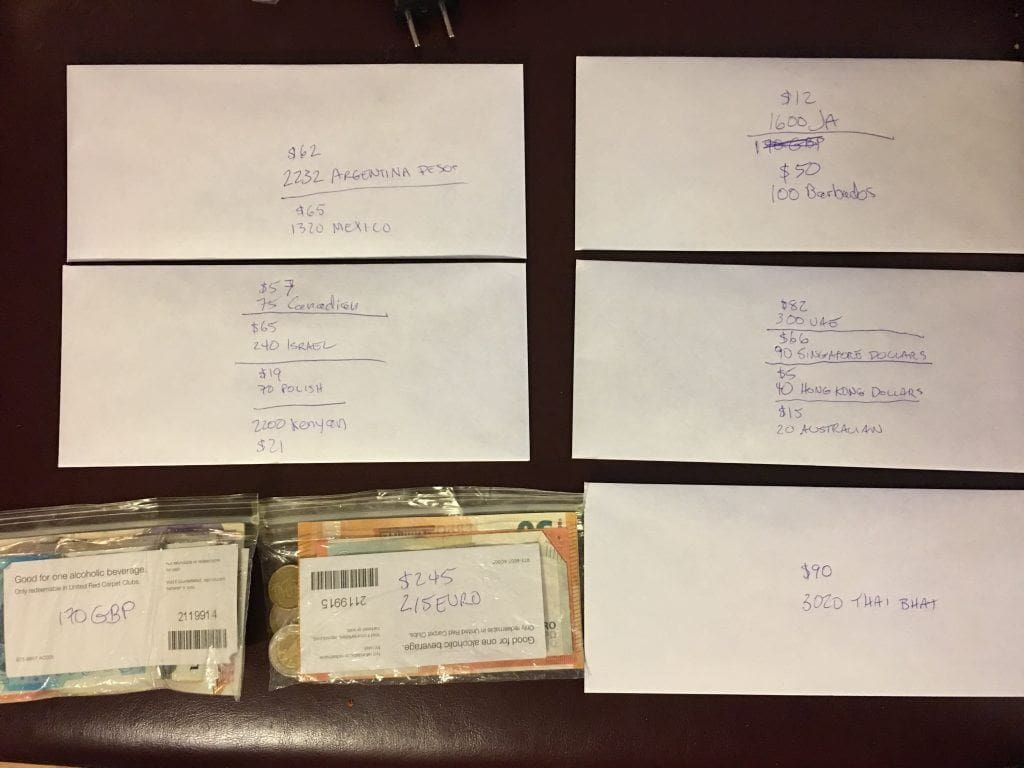 $62
2232 ARGENTINA PESOS
$65
1320 MEXICO
$12
1600 JA
170 GBP
$50
100 Barbados
$57
75 Canadian
$65
240 ISRAEL
$19
70 POLISH
2200 Kenyan
$21
$82
300 UAE
$66
90 SINGAPORE DOLLARS
$5
40 HONG KONG DOLLARS
$15
20 AUSTRALIAN
Good for one alcoholic beverage.
Only redeemable in United Red Carpet Clubs.
170 GBP
2119914
$245
215 EURO
2119915
Good for one alcoholic beverage.
Only redeemable in United Red Carpet Clubs.
$90
3020 THAI BHAT